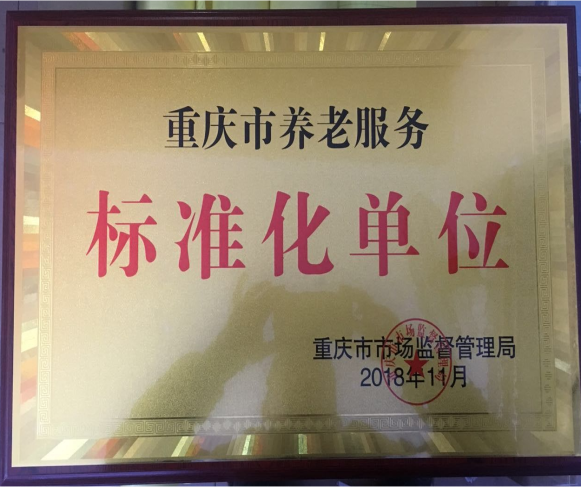 重庆市养老服务
标准化单位
重庆市市场监督管理局
2018年11月